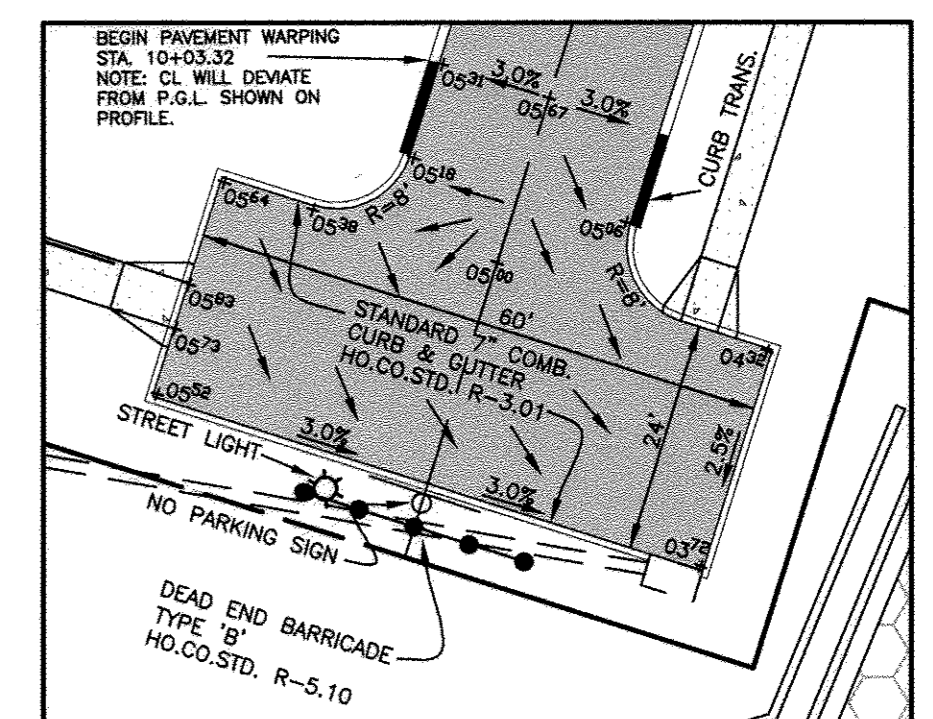 BEGIN PAVEMENT WARPING
STA. 10+03.32
NOTE: CL WILL DEVIATE
FROM P.G.L. SHOWN ON
PROFILE.
0531
3.0%
0567
3.0%
CURB TRANS.
0518
R=8'
0564
0538
0506
R=8'
0500
60'
STANDARD 7" COMB.
CURB & GUTTER
HO.CO.STD. R-3.01
0583
0573
0552
0432
24'
2.5%
STREET LIGHT
3.0%
3.0%
0372
NO PARKING SIGN
DEAD END BARRICADE
TYPE 'B'
HO.CO.STD. R-5.10